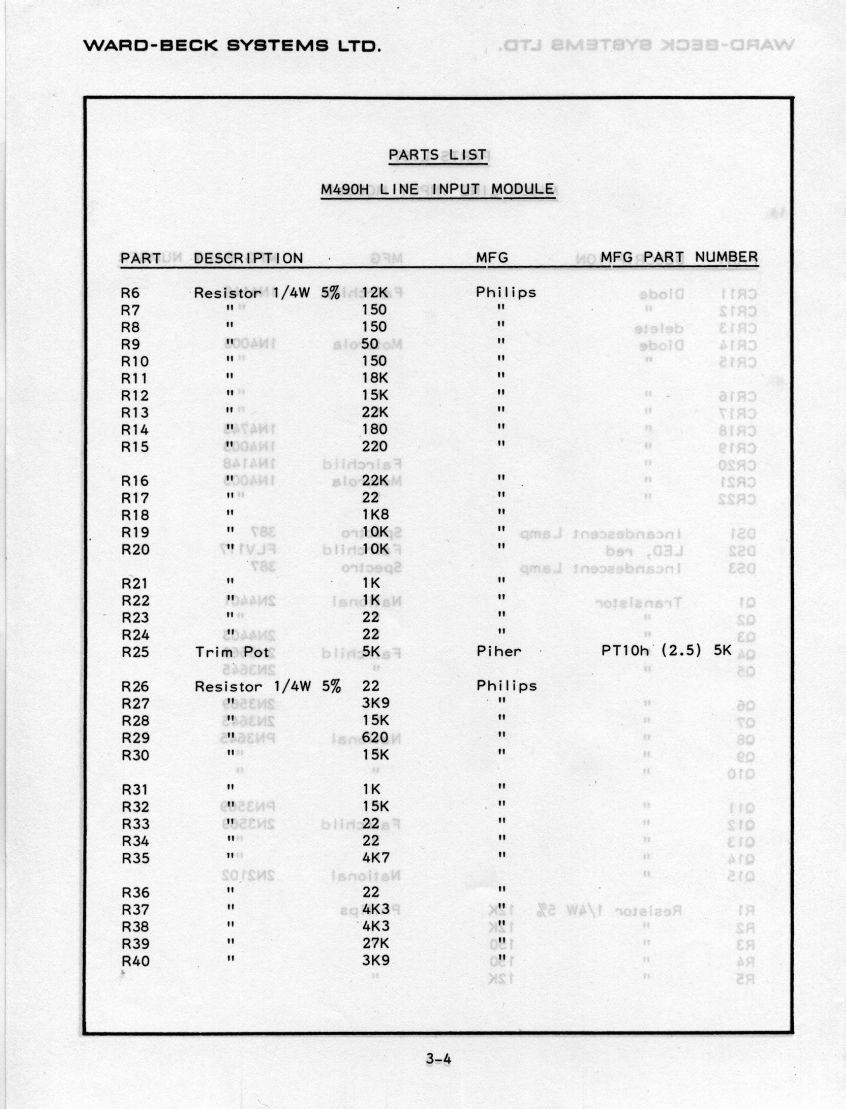 WARD-BECK SYSTEMS LTD.
PARTS LIST
M490H LINE INPUT MODULE
PART DESCRIPTION MFG MFG PART NUMBER
R6 Resistor 1/4W 5% 12K Philips
R7 " 150 "
R8 " 150 "
R9 " 50 "
R10 " 150 "
R11 " 18K "
R12 " 15K "
R13 " 22K "
R14 " 180 "
R15 " 220 "
R16 " 22K "
R17 " 22 "
R18 " 1K8 "
R19 " 10K "
R20 " 10K "
R21 " 1K "
R22 " 1K "
R23 " 22 "
R24 " 22 "
R25 Trim Pot 5K Piher PT10h (2.5) 5K
R26 Resistor 1/4W 5% 22 Philips
R27 " 3K9 "
R28 " 15K "
R29 " 620 "
R30 " 15K "
R31 " 1K "
R32 " 15K "
R33 " 22 "
R34 " 22 "
R35 " 4K7 "
R36 " 22 "
R37 " 4K3 "
R38 " 4K3 "
R39 " 27K "
R40 " 3K9 "
3-4